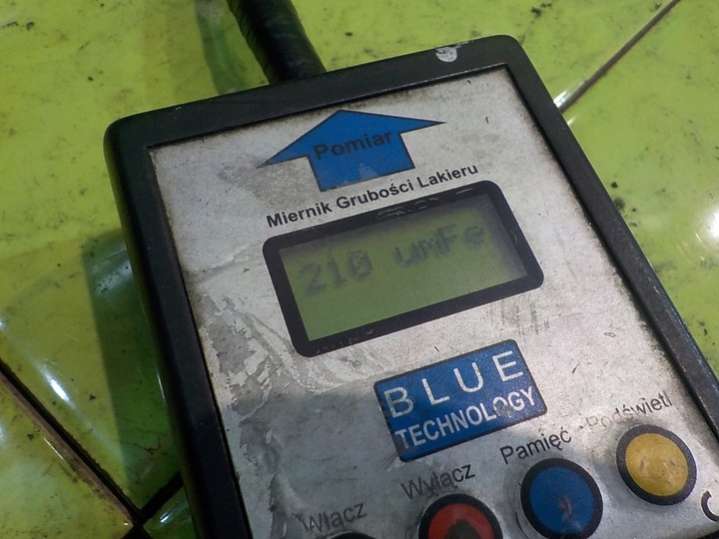 Pomiar
Miernik Grubości Lakieru
210 umFe
BLUE
TECHNOLOGY
Włącz Wyłącz Pamięć Podświetl